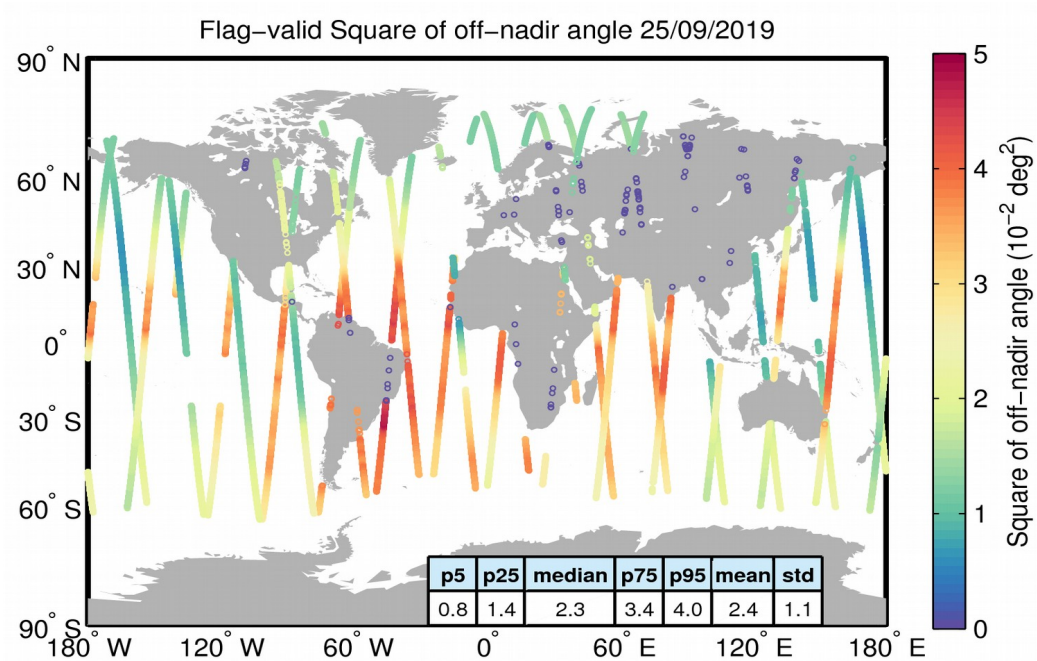 Flag−valid Square of off−nadir angle 25/09/2019
90° N
60° N
30° N
0°
30° S
60° S
90° S
180° W
120° W
60° W
0°
60° E
120° E
180° E
p5 p25 median p75 p95 mean std
0.8 1.4 2.3 3.4 4.0 2.4 1.1
5
4
3
2
1
0
Square of off−nadir angle (10⁻² deg²)